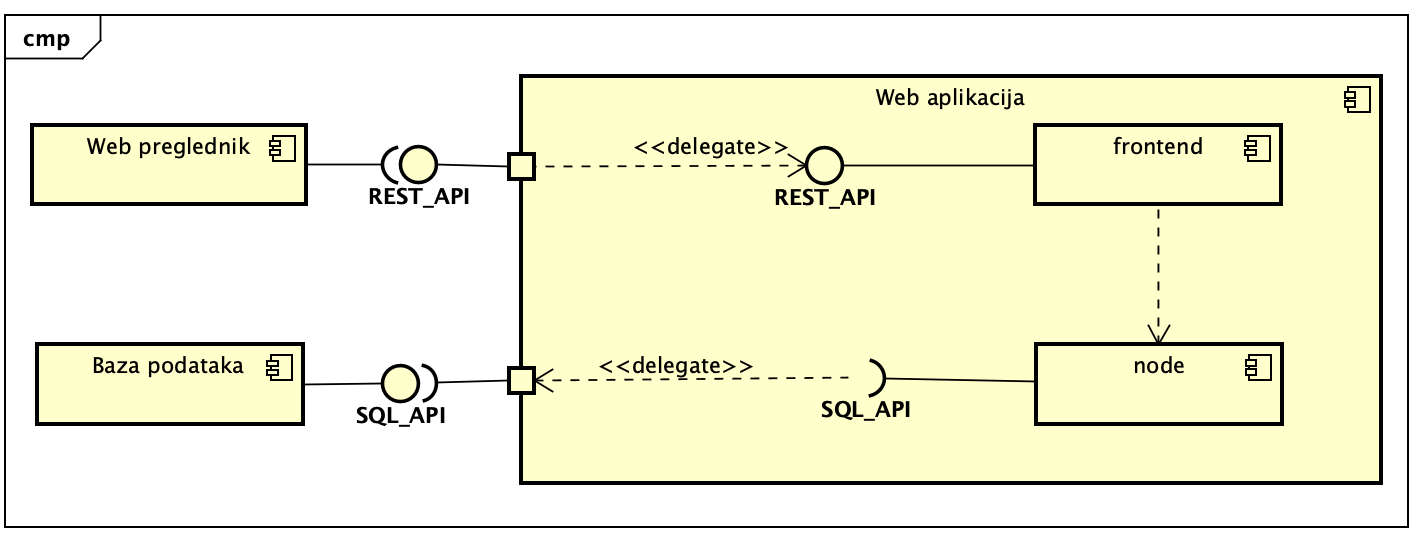 cmp
Web aplikacija
Web preglednik
<<delegate>>
frontend
REST_API
REST_API
Baza podataka
<<delegate>>
node
SQL_API
SQL_API